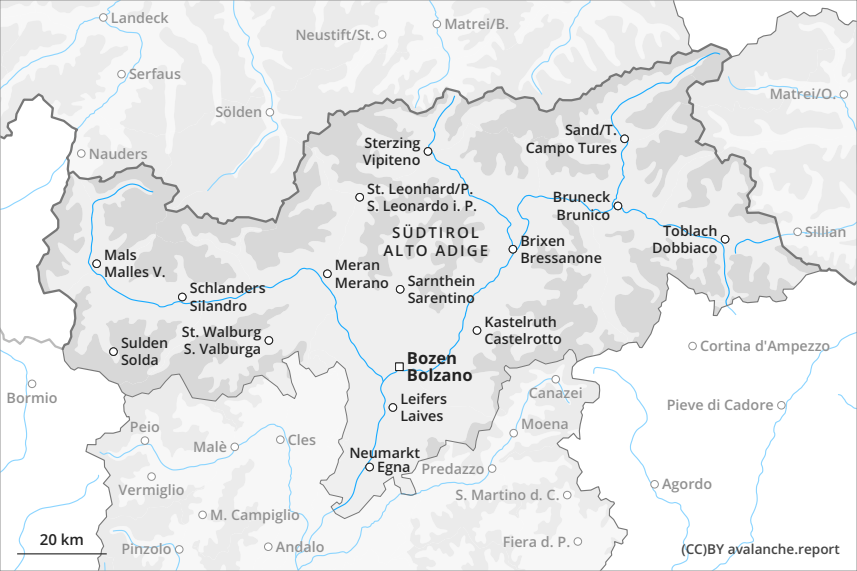 Landeck
Matrei/B.
Neustift/St.
Serfaus
Matrei/O.
Sölden
Sand/T.
Campo Tures
Sterzing
Vipiteno
Nauders
St. Leonhard/P.
S. Leonardo i. P.
Bruneck
Brunico
SÜDTIROL
ALTO ADIGE
Toblach
Dobbiaco
Sillian
Brixen
Bressanone
Mals
Malles V.
Meran
Merano
Sarnthein
Sarentino
Schlanders
Silandro
Kastelruth
Castelrotto
St. Walburg
S. Valburga
Sulden
Solda
Cortina d'Ampezzo
Bozen
Bolzano
Bormio
Canazei
Leifers
Laives
Pieve di Cadore
Peio
Moena
Cles
Malè
Neumarkt
Egna
Predazzo
Agordo
Vermiglio
S. Martino d. C.
M. Campiglio
20 km
Pinzolo
Andalo
Fiera d. P.
(CC)BY avalanche.report